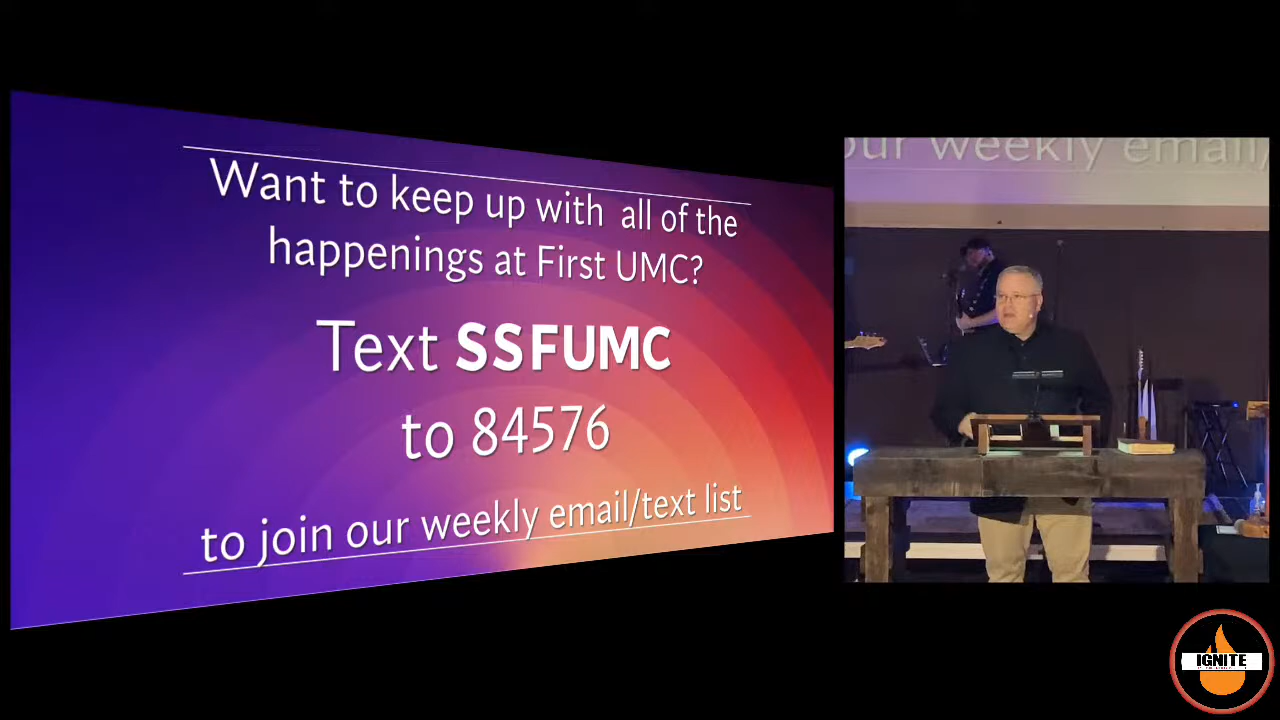 Want to keep up with all of the
happenings at First UMC?
Text SSFUMC
to 84576
to join our weekly email/text list
our weekly email/
IGNITE